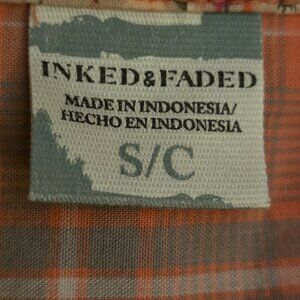 INKED&FADED
MADE IN INDONESIA/
HECHO EN INDONESIA
S/C